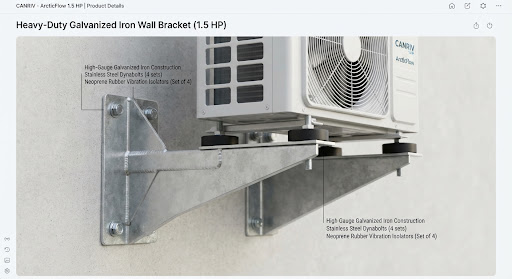 CANRIV - ArcticFlow 1.5 HP | Product Details
Heavy-Duty Galvanized Iron Wall Bracket (1.5 HP)
CANRIV
ArcticFlow
High-Gauge Galvanized Iron Construction
Stainless Steel Dynabolts (4 sets)
Neoprene Rubber Vibration Isolators (Set of 4)
High-Gauge Galvanized Iron Construction
Stainless Steel Dynabolts (4 sets)
Neoprene Rubber Vibration Isolators (Set of 4)